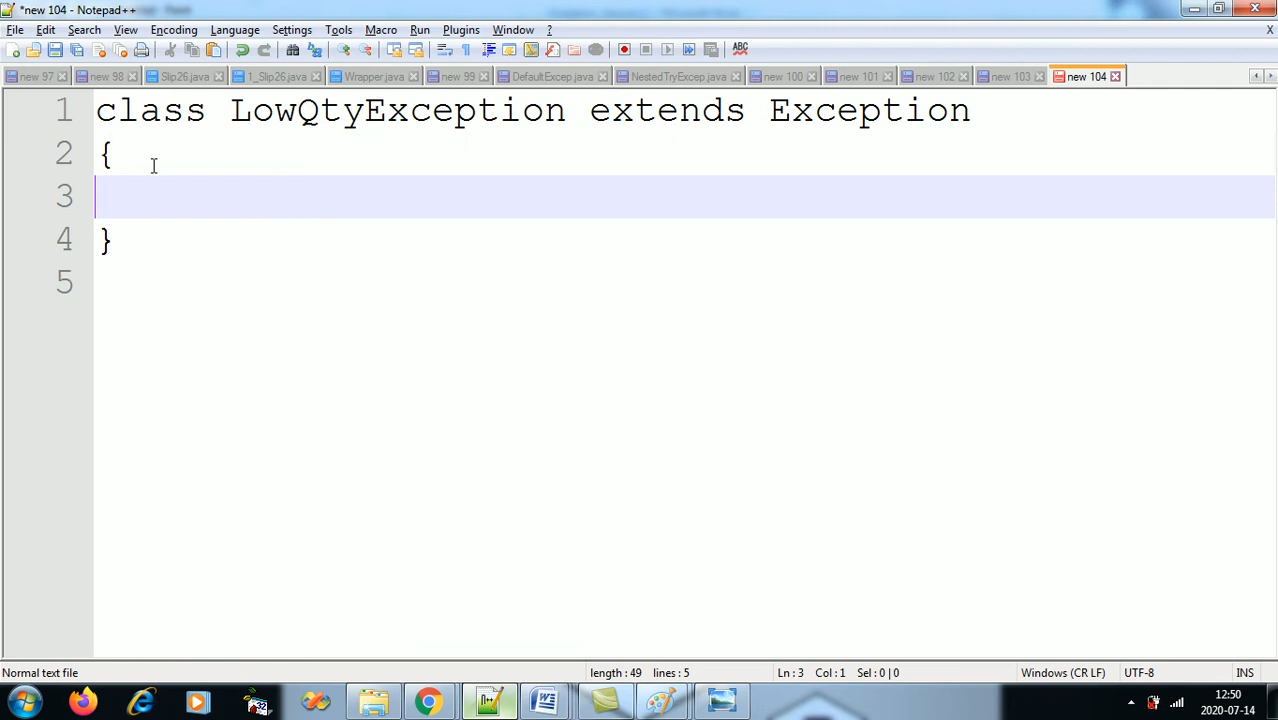 *new 104 - Notepad++
File Edit Search View Encoding Language Settings Tools Macro Run Plugins Window ? X
ABC
new 97 new 98 Slip26.java 1_Slip26.java Wrapper.java new 99 DefaultExcep.java NestedTryExcep.java new 100 new 101 new 102 new 103 new 104
1 class LowQtyException extends Exception
2 {
3
4 }
5
Normal text file length : 49 lines : 5 Ln : 3 Col : 1 Sel : 0 | 0 Windows (CR LF) UTF-8 INS
12:50
2020-07-14